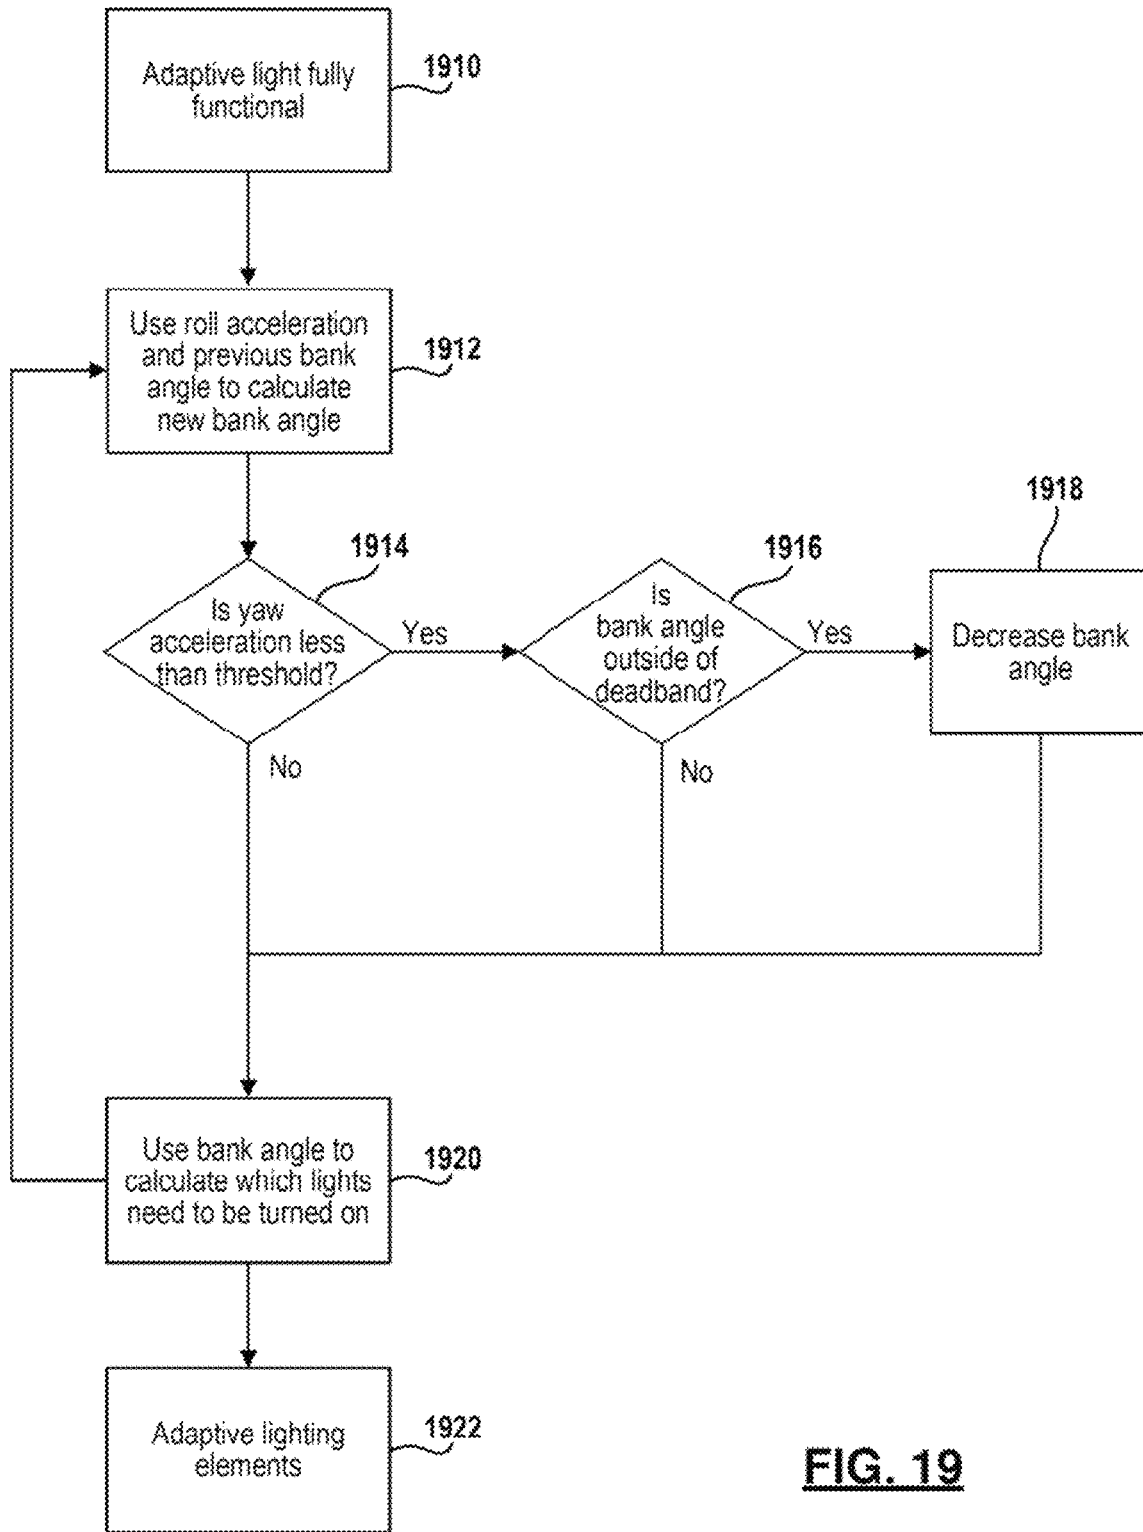 Adaptive light fully
functional
1910
Use roll acceleration
and previous bank
angle to calculate
new bank angle
1912
1914
Is yaw
acceleration less
than threshold?
Yes
No
1916
Is
bank angle
outside of
deadband?
Yes
No
1918
Decrease bank
angle
Use bank angle to
calculate which lights
need to be turned on
1920
Adaptive lighting
elements
1922
FIG. 19